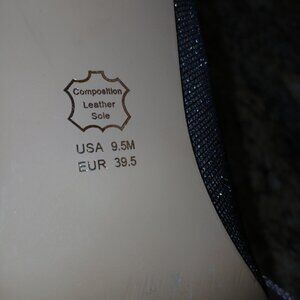 Composition
Leather
Sole
USA 9.5M
EUR 39.5